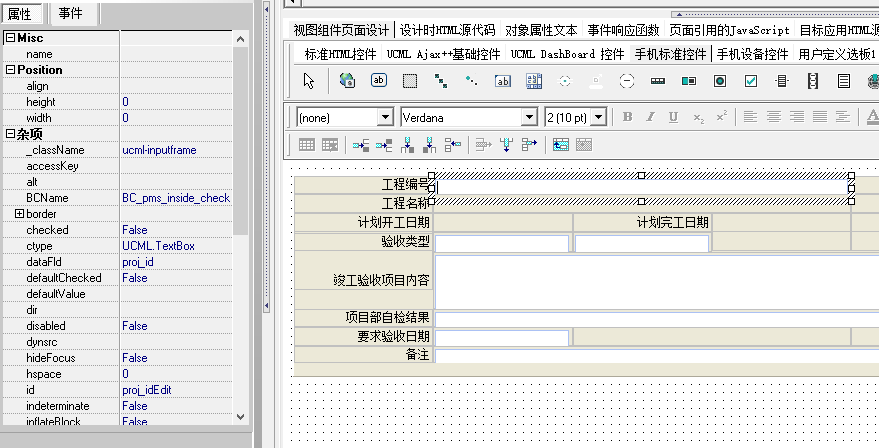 属性 事件
Misc
name
Position
align
height 0
width 0
杂项
_className ucml-inputframe
accessKey
alt
BCName BC_pms_inside_check
border
checked False
ctype UCML.TextBox
dataFld proj_id
defaultChecked False
defaultValue
dir
disabled False
dynsrc
hideFocus False
hspace 0
id proj_idEdit
indeterminate False
inflateBlock False
视图组件页面设计 设计时HTML源代码 对象属性文本 事件响应函数 页面引用的JavaScript 目标应用HTML源
标准HTML控件 UCML Ajax++基础控件 UCML DashBoard 控件 手机标准控件 手机设备控件 用户定义选板1
(none) Verdana 2 (10 pt) B I U x₂ x²
工程编号
工程名称
计划开工日期 计划完工日期
验收类型
竣工验收项目内容
项目部自检结果
要求验收日期
备注